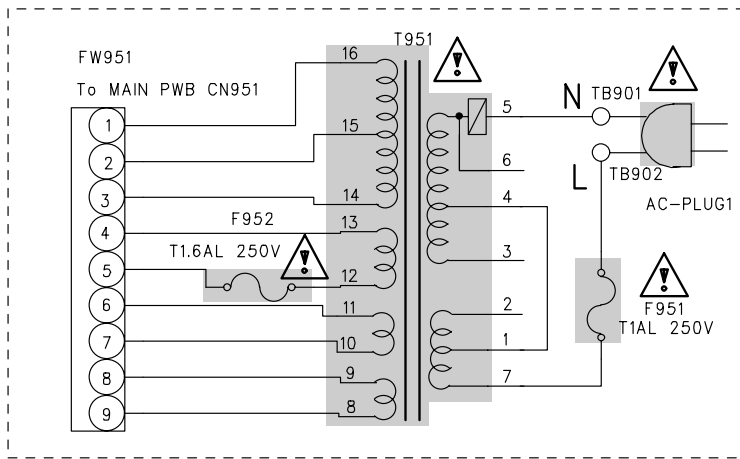 T951
FW951
To MAIN PWB CN951
16
15
14
13
12
11
10
9
8
1
2
3
4
5
6
7
8
9
F952
T1.6AL 250V
5
6
4
3
2
1
7
N
TB901
L
TB902
AC-PLUG1
F951
T1AL 250V